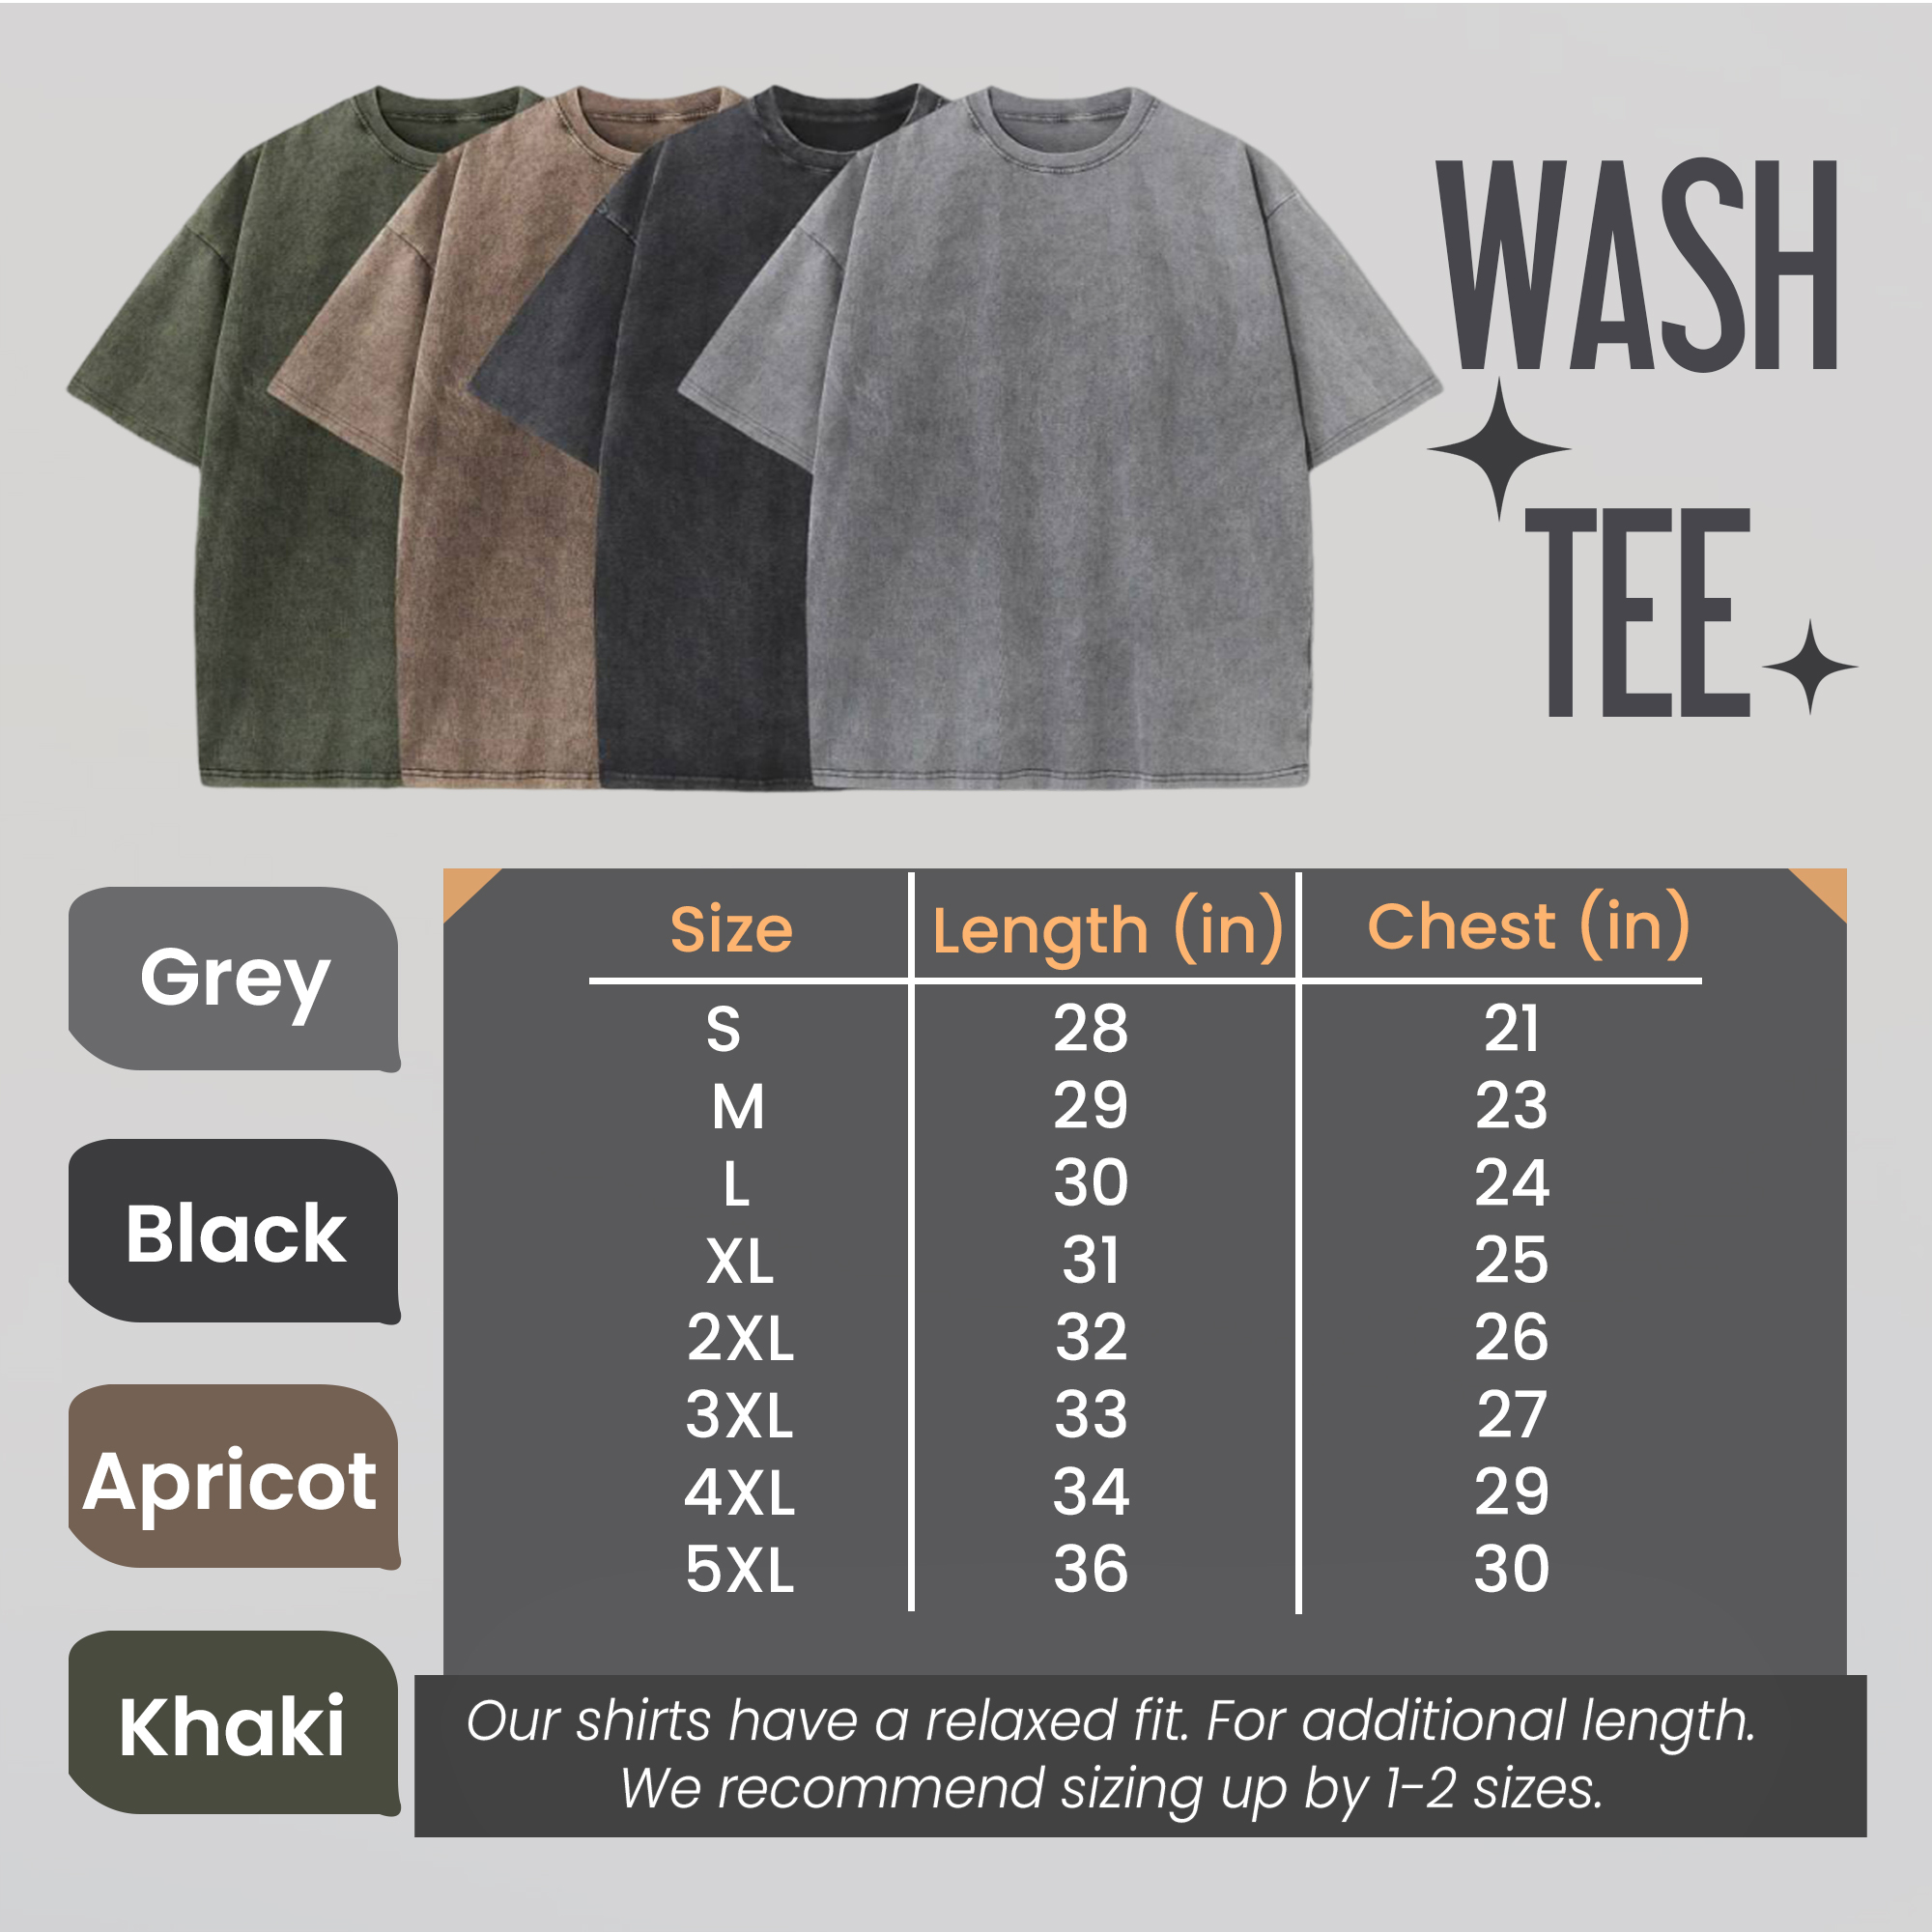 WASH
TEE
Grey
Black
Apricot
Khaki
Size Length (in) Chest (in)
S 28 21
M 29 23
L 30 24
XL 31 25
2XL 32 26
3XL 33 27
4XL 34 29
5XL 36 30
Our shirts have a relaxed fit. For additional length.
We recommend sizing up by 1-2 sizes.